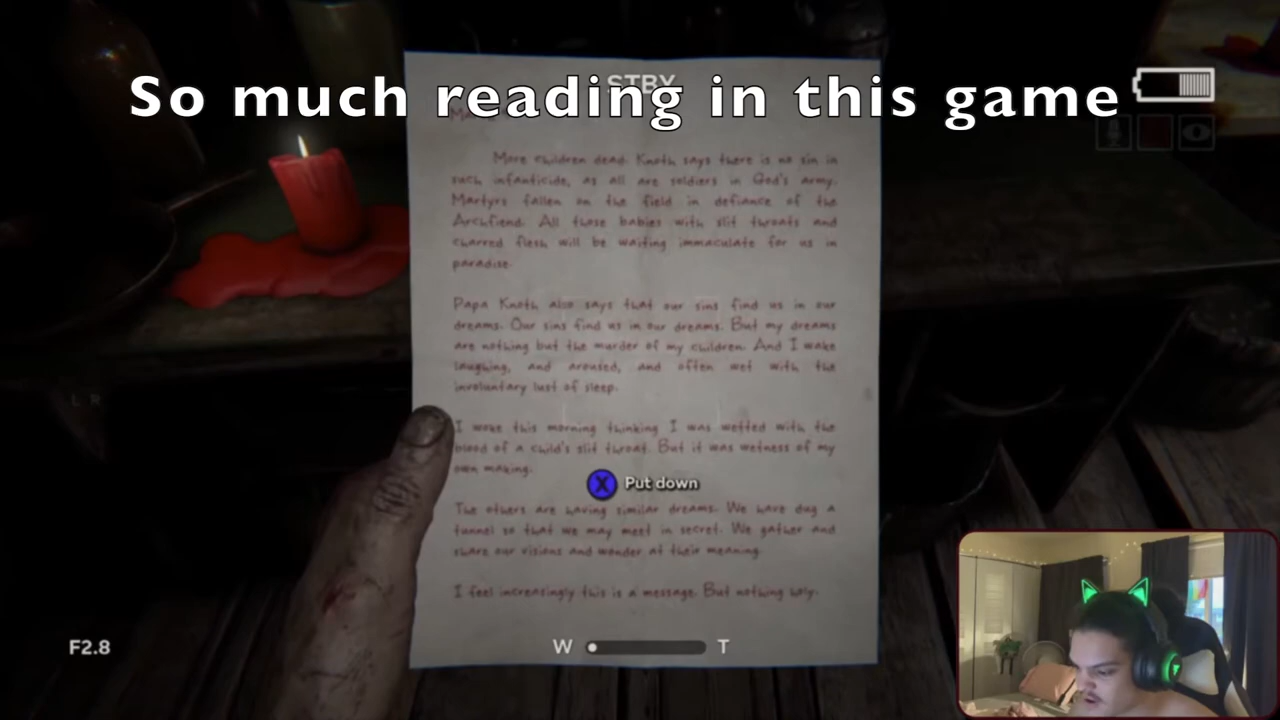 So much reading in this game
STBY
More children dead. Knoth says there is no sin in
such infanticide, as all are soldiers in God's army.
Martyrs fallen on the field in defiance of the
Archfiend. All those babies with slit throats and
charred flesh will be waiting immaculate for us in
paradise.
Papa Knoth also says that our sins find us in our
dreams. Our sins find us in our dreams. But my dreams
are nothing but the murder of my children. And I wake
laughing, and aroused, and often wet with the
involuntary lust of sleep.
I woke this morning thinking I was wetted with the
blood of a child's slit throat. But it was wetness of my
own making.
X Put down
The others are having similar dreams. We have dug a
tunnel so that we may meet in secret. We gather and
share our visions and wonder at their meaning.
I feel increasingly this is a message. But nothing holy.
L R
F2.8
W T